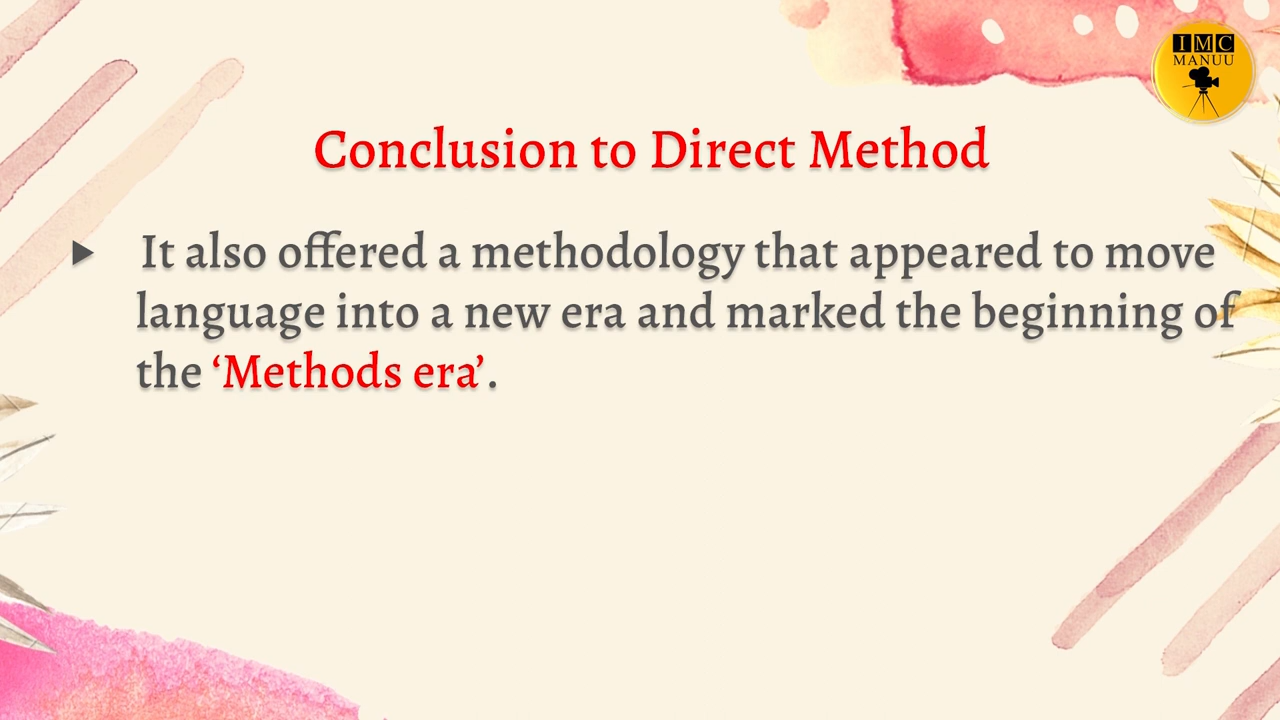 IMC
MANUU
Conclusion to Direct Method
It also offered a methodology that appeared to move
language into a new era and marked the beginning of
the ‘Methods era’.